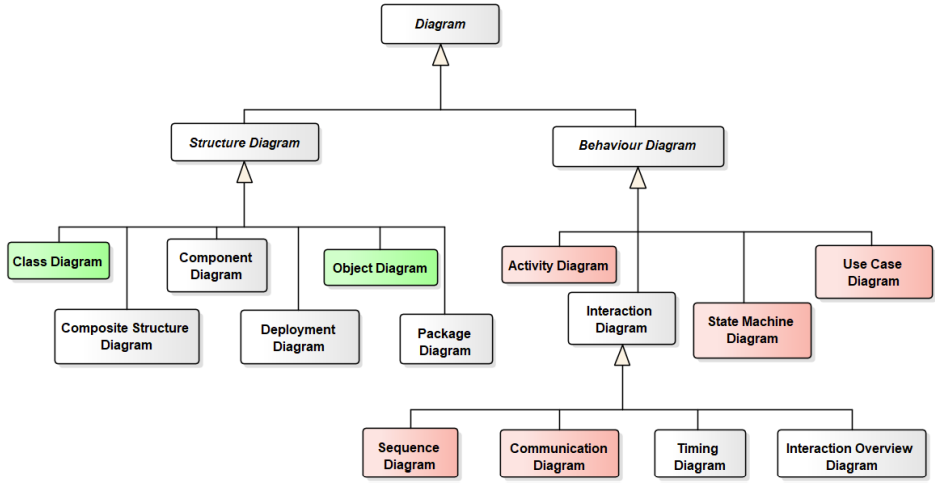 Diagram
Structure Diagram
Behaviour Diagram
Class Diagram
Component
Diagram
Object Diagram
Activity Diagram
Use Case
Diagram
Composite Structure
Diagram
Deployment
Diagram
Package
Diagram
Interaction
Diagram
State Machine
Diagram
Sequence
Diagram
Communication
Diagram
Timing
Diagram
Interaction Overview
Diagram